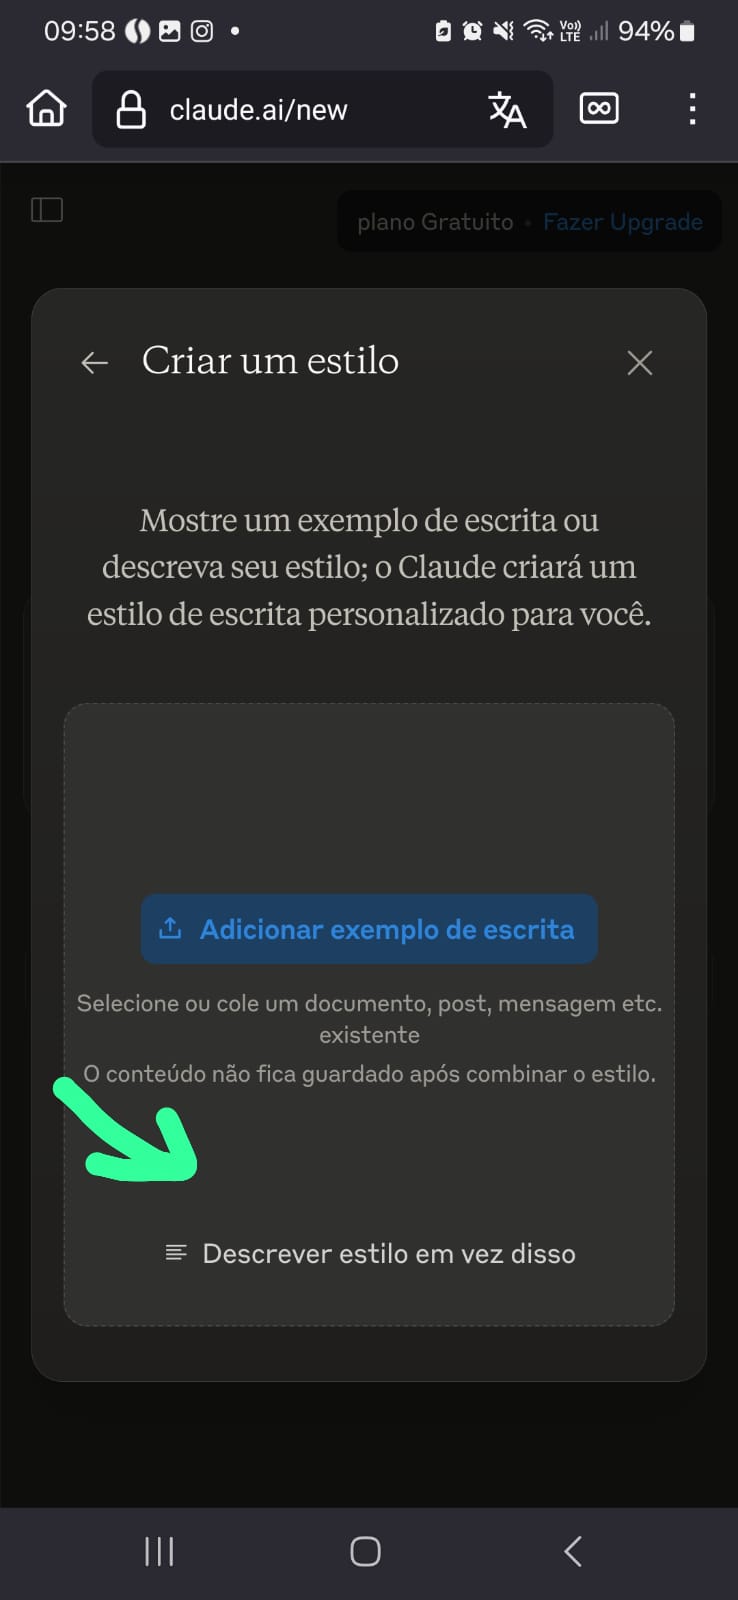 09:58
Vo))
LTE
94%
claude.ai/new
plano Gratuito • Fazer Upgrade
Criar um estilo
Mostre um exemplo de escrita ou
descreva seu estilo; o Claude criará um
estilo de escrita personalizado para você.
Adicionar exemplo de escrita
Selecione ou cole um documento, post, mensagem etc.
existente
O conteúdo não fica guardado após combinar o estilo.
Descrever estilo em vez disso